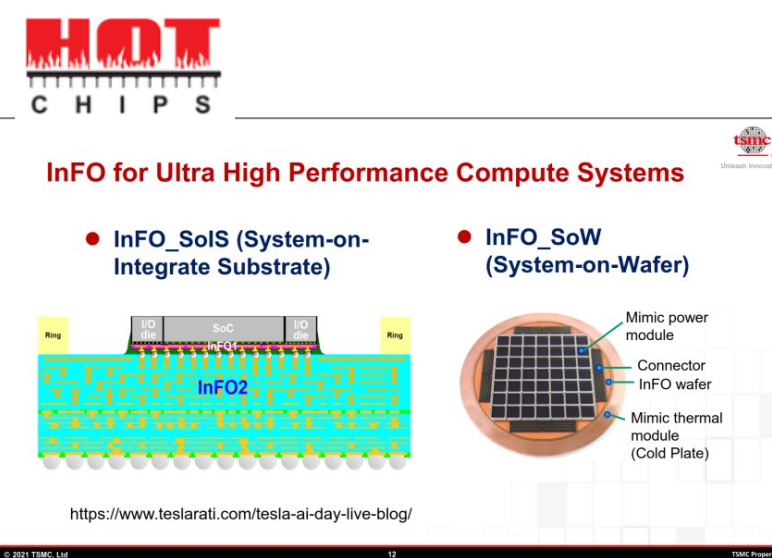 HOT
CHIPS
tsmc
InFO for Ultra High Performance Compute Systems
InFO_SoIS (System-on-
Integrate Substrate)
InFO_SoW
(System-on-Wafer)
I/O
die
SoC
I/O
die
Ring
Ring
InFO1
InFO2
Mimic power
module
Connector
InFO wafer
Mimic thermal
module
(Cold Plate)
https://www.teslarati.com/tesla-ai-day-live-blog/
© 2021 TSMC, Ltd
12
TSMC